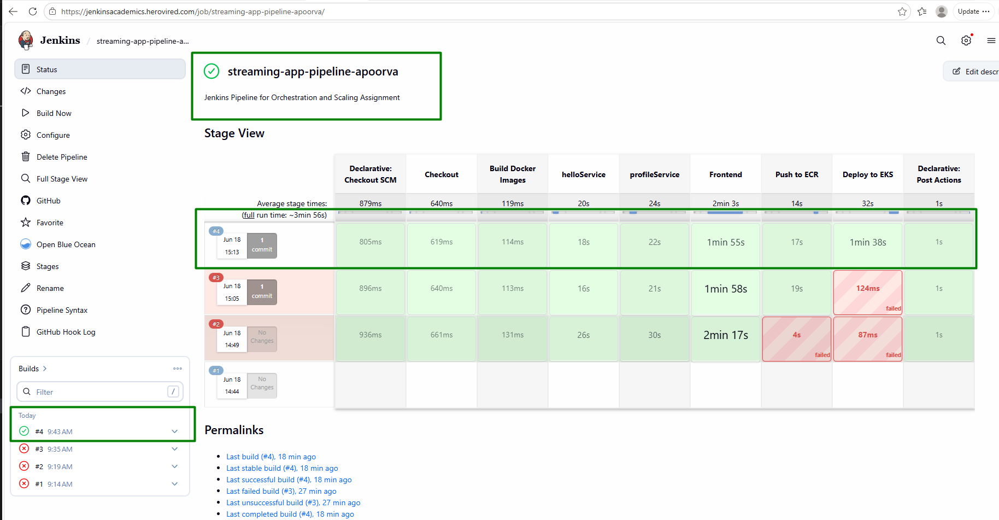 https://jenkinsacademics.herovired.com/job/streaming-app-pipeline-apoorva/
Update
Jenkins / streaming-app-pipeline-a...
Status
Changes
Build Now
Configure
Delete Pipeline
Full Stage View
GitHub
Favorite
Open Blue Ocean
Stages
Rename
Pipeline Syntax
GitHub Hook Log
Builds
Filter /
Today
#4 9:43 AM
#3 9:35 AM
#2 9:19 AM
#1 9:14 AM
streaming-app-pipeline-apoorva
Edit descr
Jenkins Pipeline for Orchestration and Scaling Assignment
Stage View
Declarative: Checkout SCM
Checkout
Build Docker Images
helloService
profileService
Frontend
Push to ECR
Deploy to EKS
Declarative: Post Actions
Average stage times: 879ms 640ms 119ms 20s 24s 2min 3s 14s 32s 1s
(full run time: ~3min 56s)
#4
Jun 18 15:13
1 commit
805ms 619ms 114ms 18s 22s 1min 55s 17s 1min 38s 1s
#3
Jun 18 15:05
1 commit
896ms 640ms 113ms 16s 21s 1min 58s 19s 124ms failed 1s
#2
Jun 18 14:49
No Changes
936ms 661ms 131ms 26s 30s 2min 17s 4s failed 87ms failed 1s
#1
Jun 18 14:44
No Changes
Permalinks
Last build (#4), 18 min ago
Last stable build (#4), 18 min ago
Last successful build (#4), 18 min ago
Last failed build (#3), 27 min ago
Last unsuccessful build (#3), 27 min ago
Last completed build (#4), 18 min ago